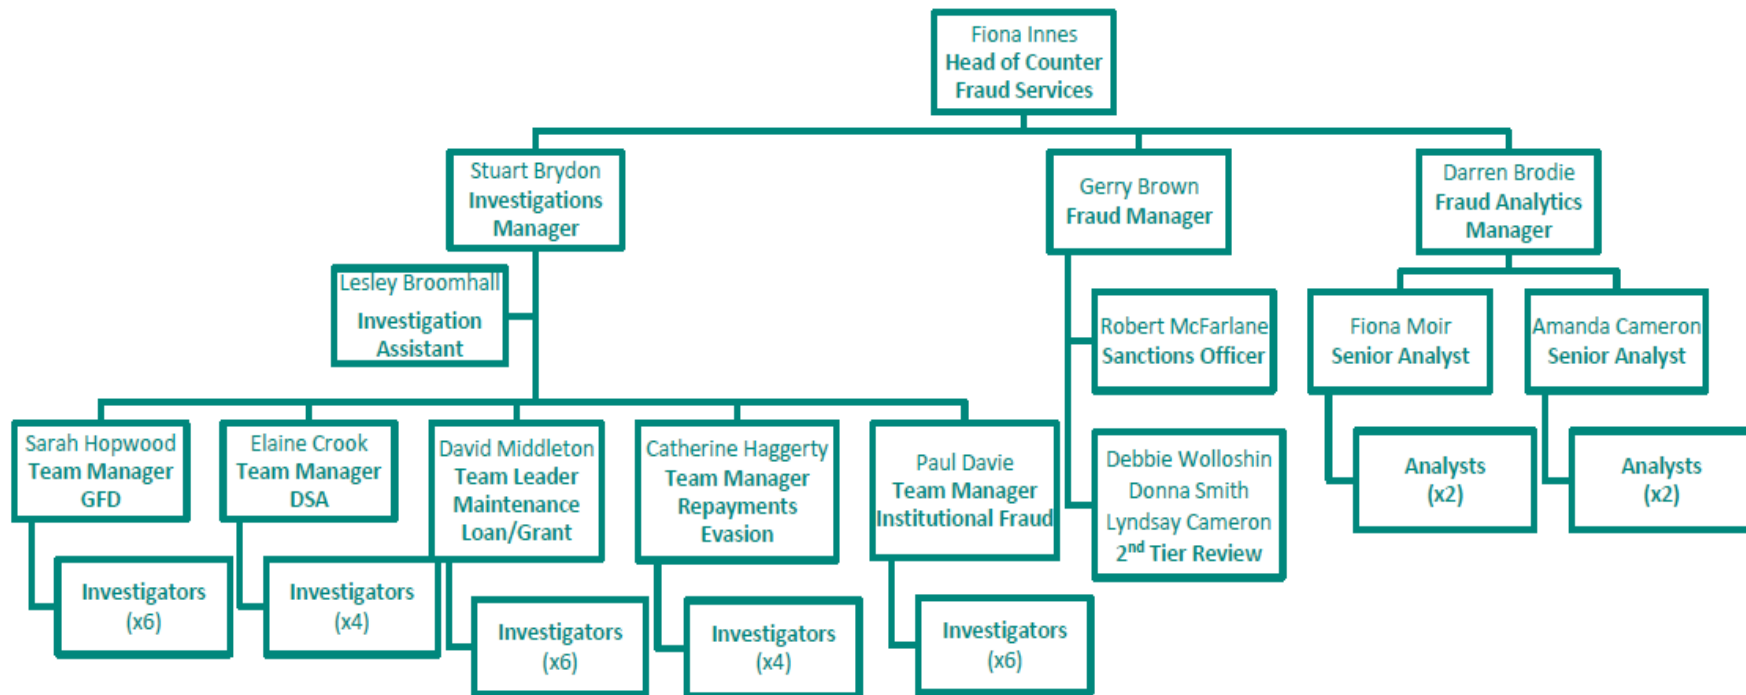 Fiona Innes
Head of Counter
Fraud Services
Stuart Brydon
Investigations
Manager
Gerry Brown
Fraud Manager
Darren Brodie
Fraud Analytics
Manager
Lesley Broomhall
Investigation
Assistant
Robert McFarlane
Sanctions Officer
Fiona Moir
Senior Analyst
Amanda Cameron
Senior Analyst
Sarah Hopwood
Team Manager
GFD
Elaine Crook
Team Manager
DSA
David Middleton
Team Leader
Maintenance
Loan/Grant
Catherine Haggerty
Team Manager
Repayments
Evasion
Paul Davie
Team Manager
Institutional Fraud
Debbie Wolloshin
Donna Smith
Lyndsay Cameron
2nd Tier Review
Analysts
(x2)
Analysts
(x2)
Investigators
(x6)
Investigators
(x4)
Investigators
(x6)
Investigators
(x4)
Investigators
(x6)